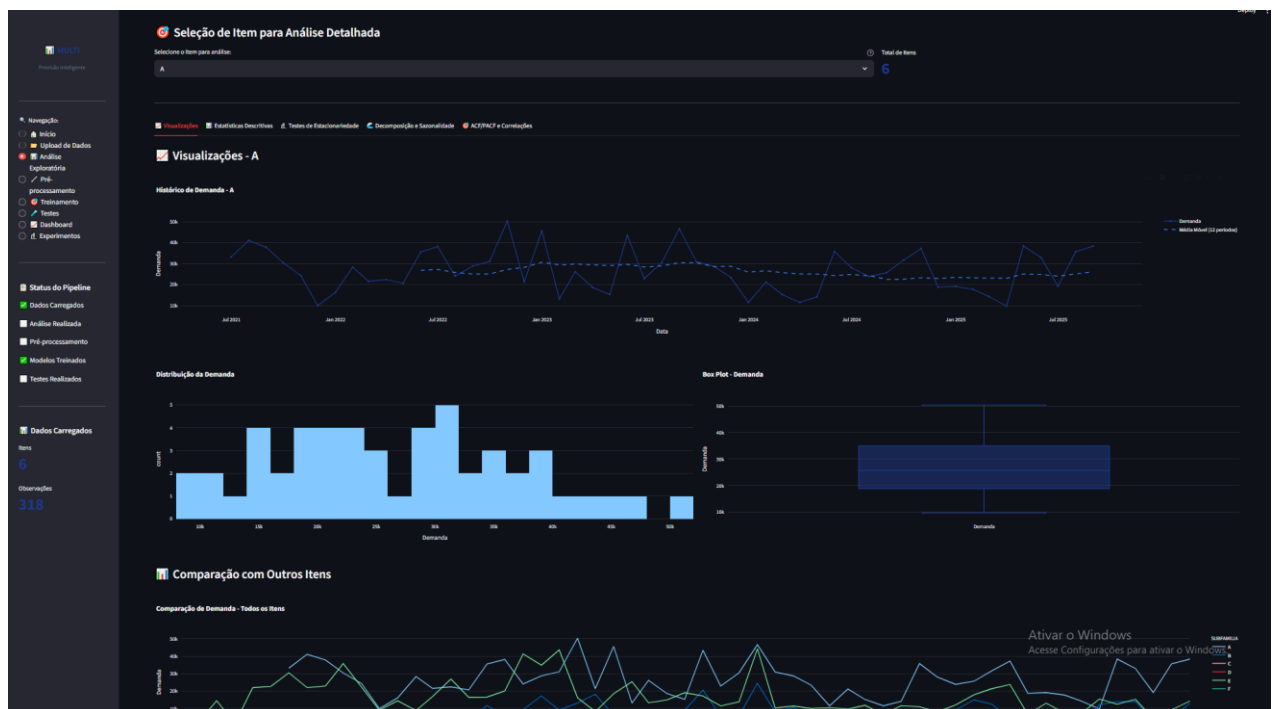 Deploy
MULTI
Previsão Inteligente
Navegação:
Início
Upload de Dados
Análise
Exploratória
Pré-
processamento
Treinamento
Testes
Dashboard
Experimentos
Status do Pipeline
Dados Carregados
Análise Realizada
Pré-processamento
Modelos Treinados
Testes Realizados
Dados Carregados
Itens
6
Observações
318
Seleção de Item para Análise Detalhada
Selecione o item para análise:
A
Total de Itens
6
Visualizações Estatísticas Descritivas Testes de Estacionariedade Decomposição e Sazonalidade ACF/PACF e Correlações
Visualizações - A
Histórico de Demanda - A
50k
40k
30k
20k
10k
Demanda
Jul 2021 Jan 2022 Jul 2022 Jan 2023 Jul 2023 Jan 2024 Jul 2024 Jan 2025 Jul 2025
Data
Demanda
Média Móvel (12 períodos)
Distribuição da Demanda
5
4
3
2
1
0
count
10k 15k 20k 25k 30k 35k 40k 45k 50k
Demanda
Box Plot - Demanda
50k
40k
30k
20k
10k
Demanda
Demanda
Comparação com Outros Itens
Comparação de Demanda - Todos os Itens
50k
40k
30k
20k
10k
Demanda
SUBFAMILIA
A
B
C
D
E
F
Ativar o Windows
Acesse Configurações para ativar o Windows.